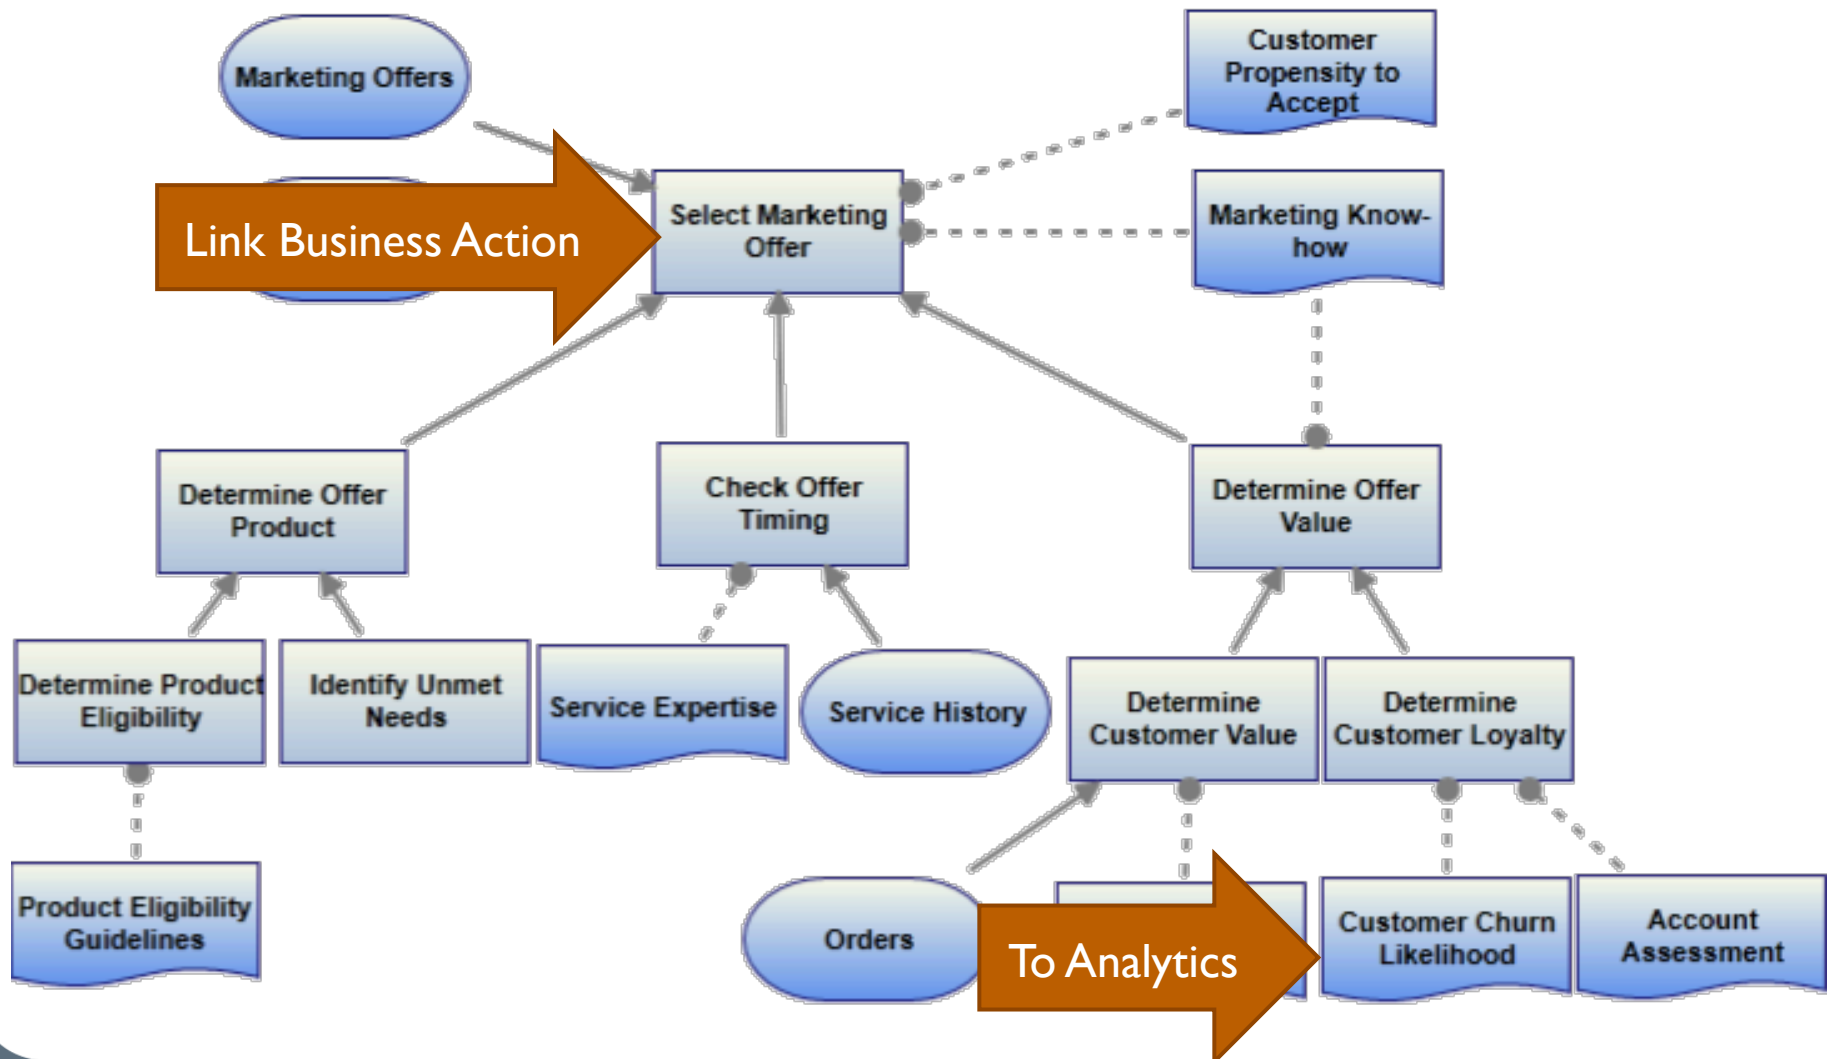 Marketing Offers
Customer
Propensity to
Accept
Link Business Action
Select Marketing
Offer
Marketing Know-
how
Determine Offer
Product
Check Offer
Timing
Determine Offer
Value
Determine Product
Eligibility
Identify Unmet
Needs
Service Expertise
Service History
Determine
Customer Value
Determine
Customer Loyalty
Product Eligibility
Guidelines
Orders
To Analytics
Customer Churn
Likelihood
Account
Assessment